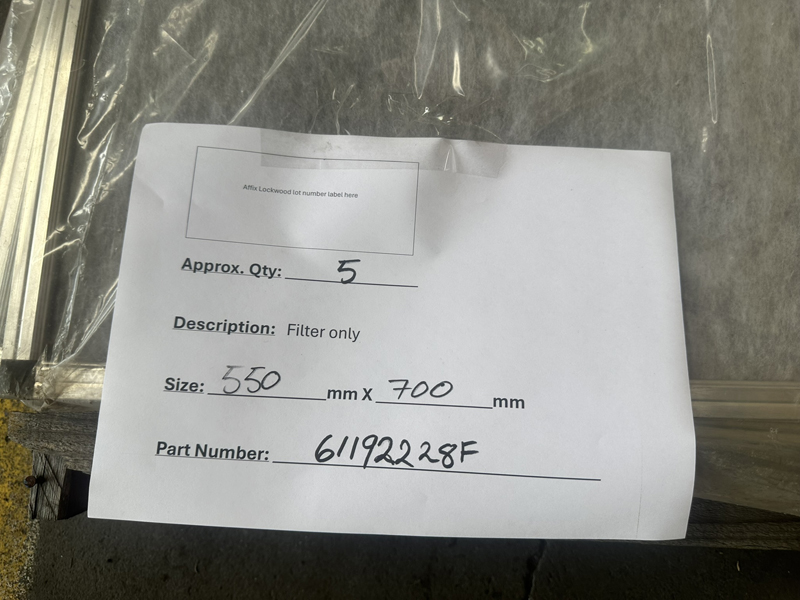 Affix Lockwood lot number label here
Approx. Qty: 5
Description: Filter only
Size: 550 mm X 700 mm
Part Number: 61192228F